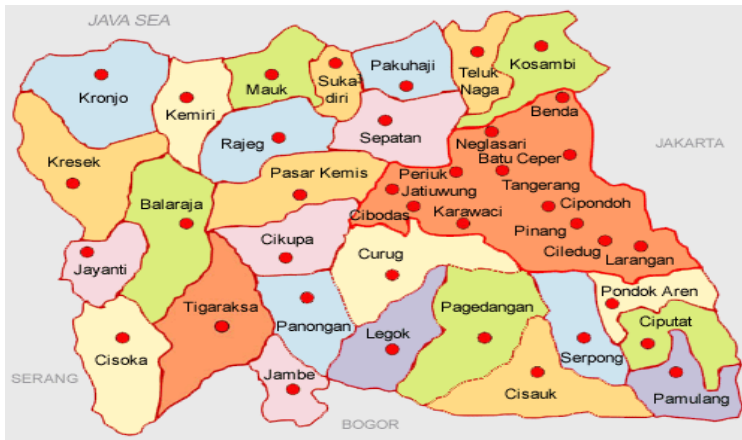 JAVA SEA
Kosambi
Pakuhaji
Teluk
Naga
Suka
diri
Mauk
Kronjo
Kemiri
Benda
Rajeg
Sepatan
Neglasari
JAKARTA
Batu Ceper
Kresek
Pasar Kemis
Periuk
Tangerang
Jatiuwung
Balaraja
Cipondoh
Cibodas
Karawaci
Pinang
Cikupa
Ciledug
Curug
Larangan
Jayanti
Pondok Aren
Tigaraksa
Pagedangan
Panongan
Ciputat
Legok
Cisoka
Serpong
Jambe
SERANG
Cisauk
Pamulang
BOGOR